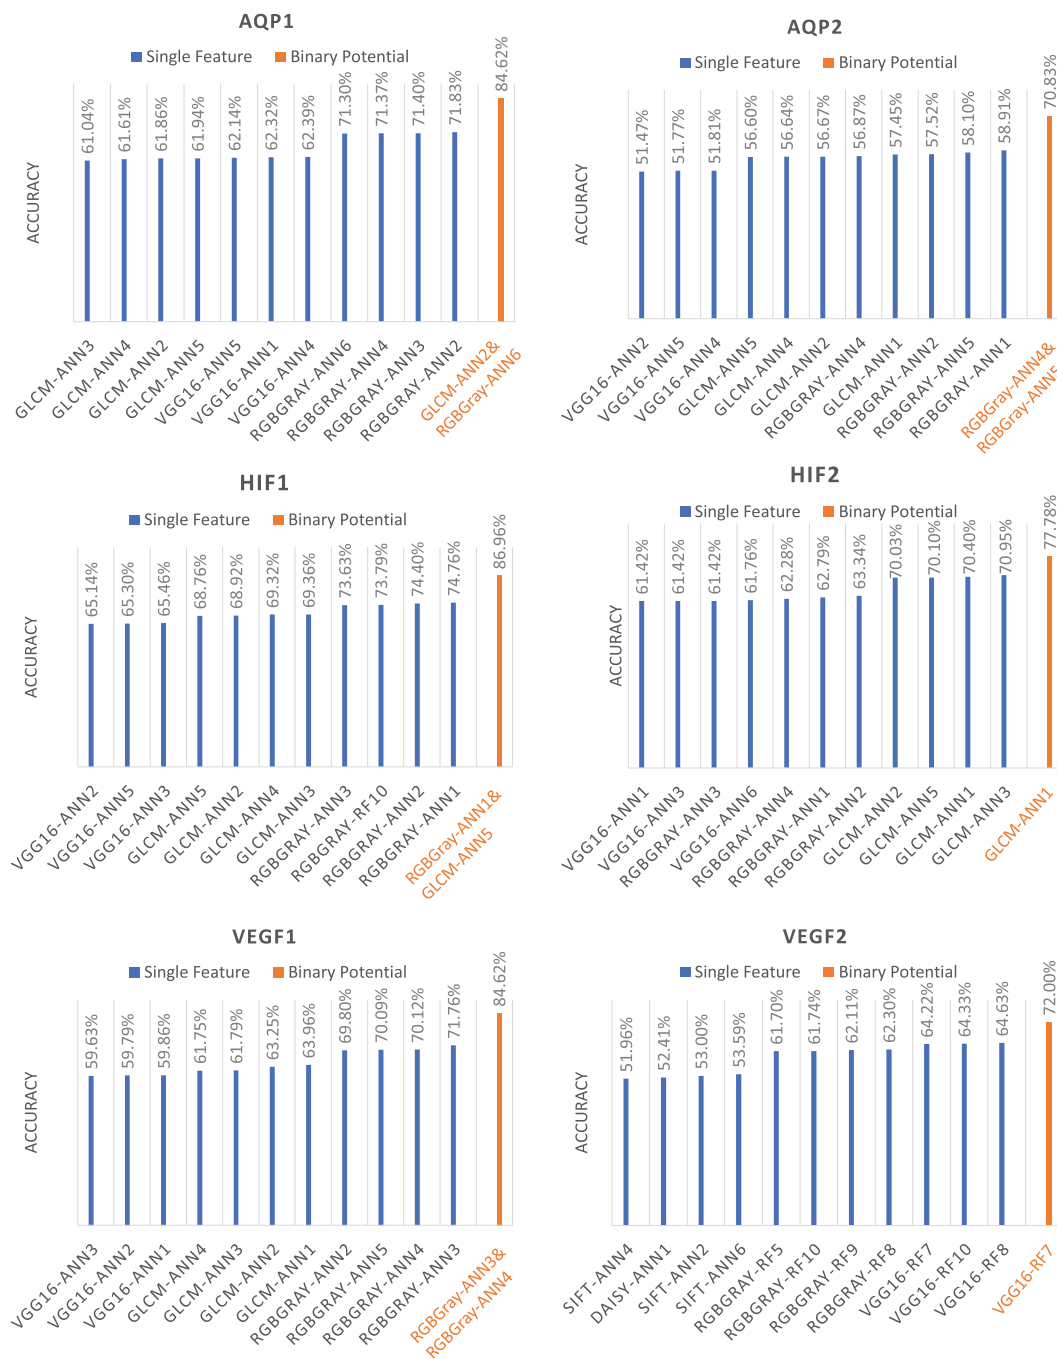 AQP1
Single Feature
Binary Potential
ACCURACY
61.04%
61.61%
61.86%
61.94%
62.14%
62.32%
62.39%
71.30%
71.37%
71.40%
71.83%
84.62%
GLCM-ANN3
GLCM-ANN4
GLCM-ANN2
GLCM-ANN5
VGG16-ANN5
VGG16-ANN1
VGG16-ANN4
RGBGRAY-ANN6
RGBGRAY-ANN4
RGBGRAY-ANN3
RGBGRAY-ANN2
GLCM-ANN2&
RGBGray-ANN6
AQP2
Single Feature
Binary Potential
ACCURACY
51.47%
51.77%
51.81%
56.60%
56.64%
56.67%
56.87%
57.45%
57.52%
58.10%
58.91%
70.83%
VGG16-ANN2
VGG16-ANN5
VGG16-ANN4
GLCM-ANN5
GLCM-ANN4
GLCM-ANN2
RGBGRAY-ANN4
GLCM-ANN1
RGBGRAY-ANN2
RGBGRAY-ANN5
RGBGRAY-ANN1
RGBGray-ANN4&
RGBGray-ANN5
HIF1
Single Feature
Binary Potential
ACCURACY
65.14%
65.30%
65.46%
68.76%
68.92%
69.32%
69.36%
73.63%
73.79%
74.40%
74.76%
86.96%
VGG16-ANN2
VGG16-ANN5
VGG16-ANN3
GLCM-ANN5
GLCM-ANN2
GLCM-ANN4
GLCM-ANN3
RGBGRAY-ANN3
RGBGRAY-RF10
RGBGRAY-ANN2
RGBGRAY-ANN1
RGBGray-ANN1&
GLCM-ANN5
HIF2
Single Feature
Binary Potential
ACCURACY
61.42%
61.42%
61.42%
61.76%
62.28%
62.79%
63.34%
70.03%
70.10%
70.40%
70.95%
77.78%
VGG16-ANN1
VGG16-ANN3
RGBGRAY-ANN3
VGG16-ANN6
RGBGRAY-ANN4
RGBGRAY-ANN1
RGBGRAY-ANN2
GLCM-ANN2
GLCM-ANN5
GLCM-ANN1
GLCM-ANN3
GLCM-ANN1
VEGF1
Single Feature
Binary Potential
ACCURACY
59.63%
59.79%
59.86%
61.75%
61.79%
63.25%
63.96%
69.80%
70.09%
70.12%
71.76%
84.62%
VGG16-ANN3
VGG16-ANN2
VGG16-ANN1
GLCM-ANN4
GLCM-ANN3
GLCM-ANN2
GLCM-ANN1
RGBGRAY-ANN2
RGBGRAY-ANN5
RGBGRAY-ANN4
RGBGRAY-ANN3
RGBGray-ANN3&
RGBGray-ANN4
VEGF2
Single Feature
Binary Potential
ACCURACY
51.96%
52.41%
53.00%
53.59%
61.70%
61.74%
62.11%
62.30%
64.22%
64.33%
64.63%
72.00%
SIFT-ANN4
DAISY-ANN1
SIFT-ANN2
SIFT-ANN6
RGBGRAY-RF5
RGBGRAY-RF10
RGBGRAY-RF9
RGBGRAY-RF8
VGG16-RF7
VGG16-RF10
VGG16-RF8
VGG16-RF7